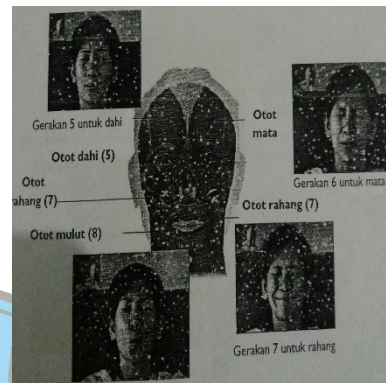 Gerakan 5 untuk dahi
Otot
mata
Otot dahi (5)
Gerakan 6 untuk mata
Otot
rahang (7)
Otot rahang (7)
Otot mulut (8)
Gerakan 7 untuk rahang